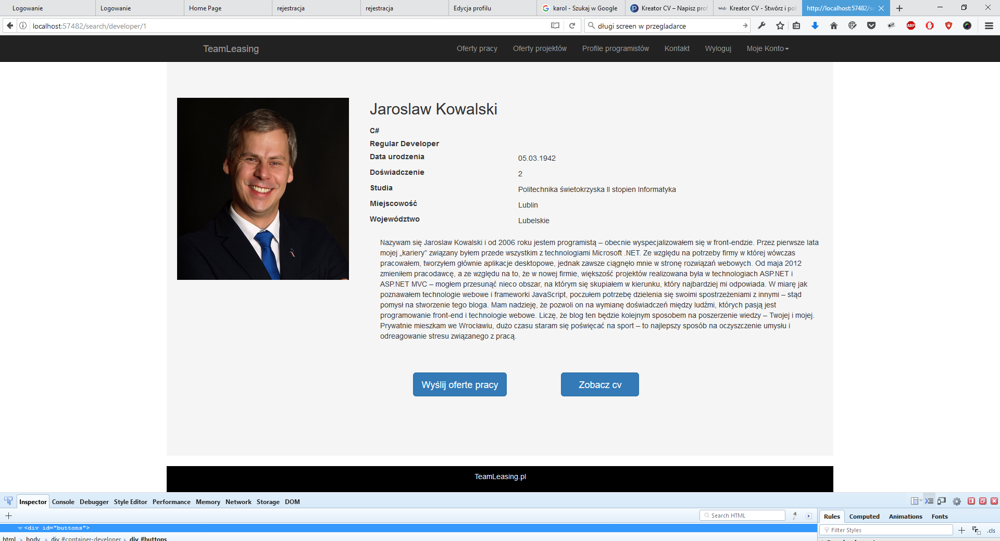 Logowanie
Logowanie
Home Page
rejestracja
rejestracja
Edycja profilu
karol - Szukaj w Google
Kreator CV – Napisz prof
Kreator CV - Stwórz i pob
http://localhost:57482/se
localhost:57482/search/developer/1
długi screen w przegladarce
ABP
TeamLeasing
Oferty pracy
Oferty projektów
Profile programistów
Kontakt
Wyloguj
Moje Konto
Jaroslaw Kowalski
C#
Regular Developer
Data urodzenia 05.03.1942
Doświadczenie 2
Studia Politechnika świetokrzyska II stopien Informatyka
Miejscowość Lublin
Województwo Lubelskie
Nazywam się Jaroslaw Kowalski i od 2006 roku jestem programistą – obecnie wyspecjalizowałem się w front-endzie. Przez pierwsze lata
mojej „kariery” związany byłem przede wszystkim z technologiami Microsoft .NET. Ze względu na potrzeby firmy w której wówczas
pracowałem, tworzyłem głównie aplikacje desktopowe, jednak zawsze ciągnęło mnie w stronę rozwiązań webowych. Od maja 2012
zmieniłem pracodawcę, a ze względu na to, że w nowej firmie, większość projektów realizowana była w technologiach ASP.NET i
ASP.NET MVC – mogłem przesunąć nieco obszar, na którym się skupiałem w kierunku, który najbardziej mi odpowiada. W miarę jak
poznawałem technologie webowe i frameworki JavaScript, poczułem potrzebę dzielenia się swoimi spostrzeżeniami z innymi – stąd
pomysł na stworzenie tego bloga. Mam nadzieję, że pozwoli on na wymianę doświadczeń między ludźmi, których pasją jest
programowanie front-end i technologie webowe. Liczę, że blog ten będzie kolejnym sposobem na poszerzenie wiedzy – Twojej i mojej.
Prywatnie mieszkam we Wrocławiu, dużo czasu staram się poświęcać na sport – to najlepszy sposób na oczyszczenie umysłu i
odreagowanie stresu związanego z pracą.
Wyślij oferte pracy
Zobacz cv
TeamLeasing.pl
Inspector Console Debugger Style Editor Performance Memory Network Storage DOM
Search HTML
Rules Computed Animations Fonts
<div id="buttons">
Filter Styles
.cls
html > body > div #container-developer > div #buttons